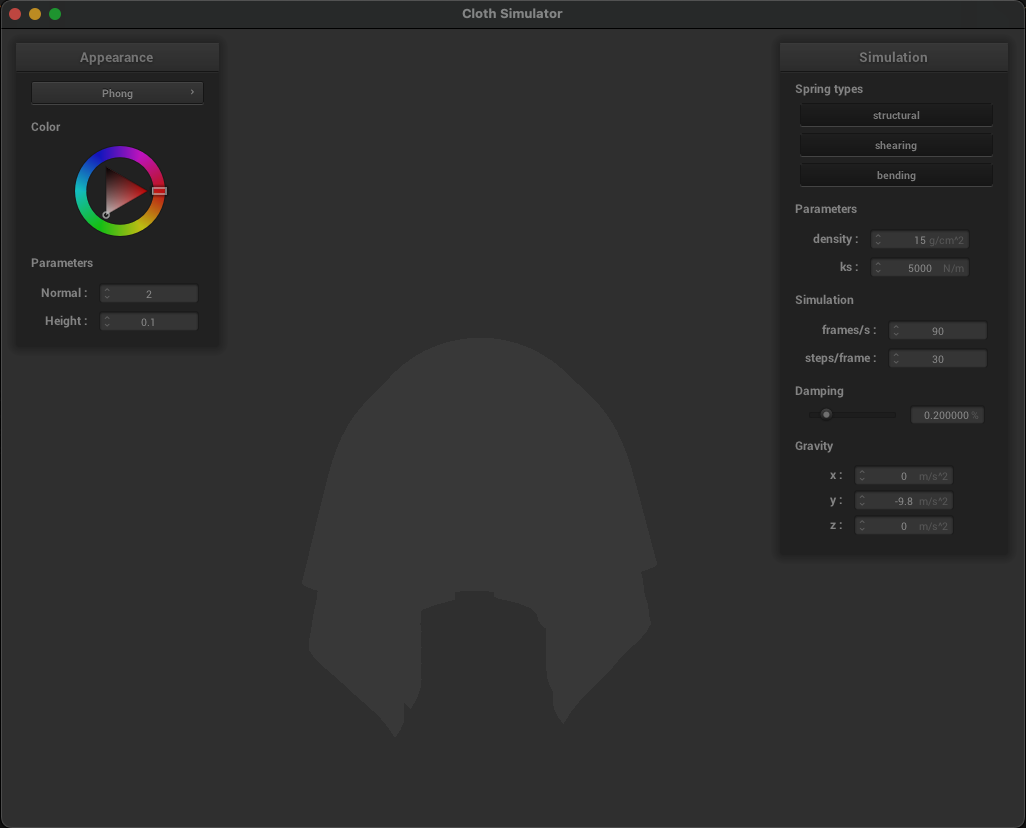 Cloth Simulator
Appearance
Phong
Color
Parameters
Normal : 2
Height : 0.1
Simulation
Spring types
structural
shearing
bending
Parameters
density : 15 g/cm^2
ks : 5000 N/m
Simulation
frames/s : 90
steps/frame : 30
Damping
0.200000 %
Gravity
x : 0 m/s^2
y : -9.8 m/s^2
z : 0 m/s^2